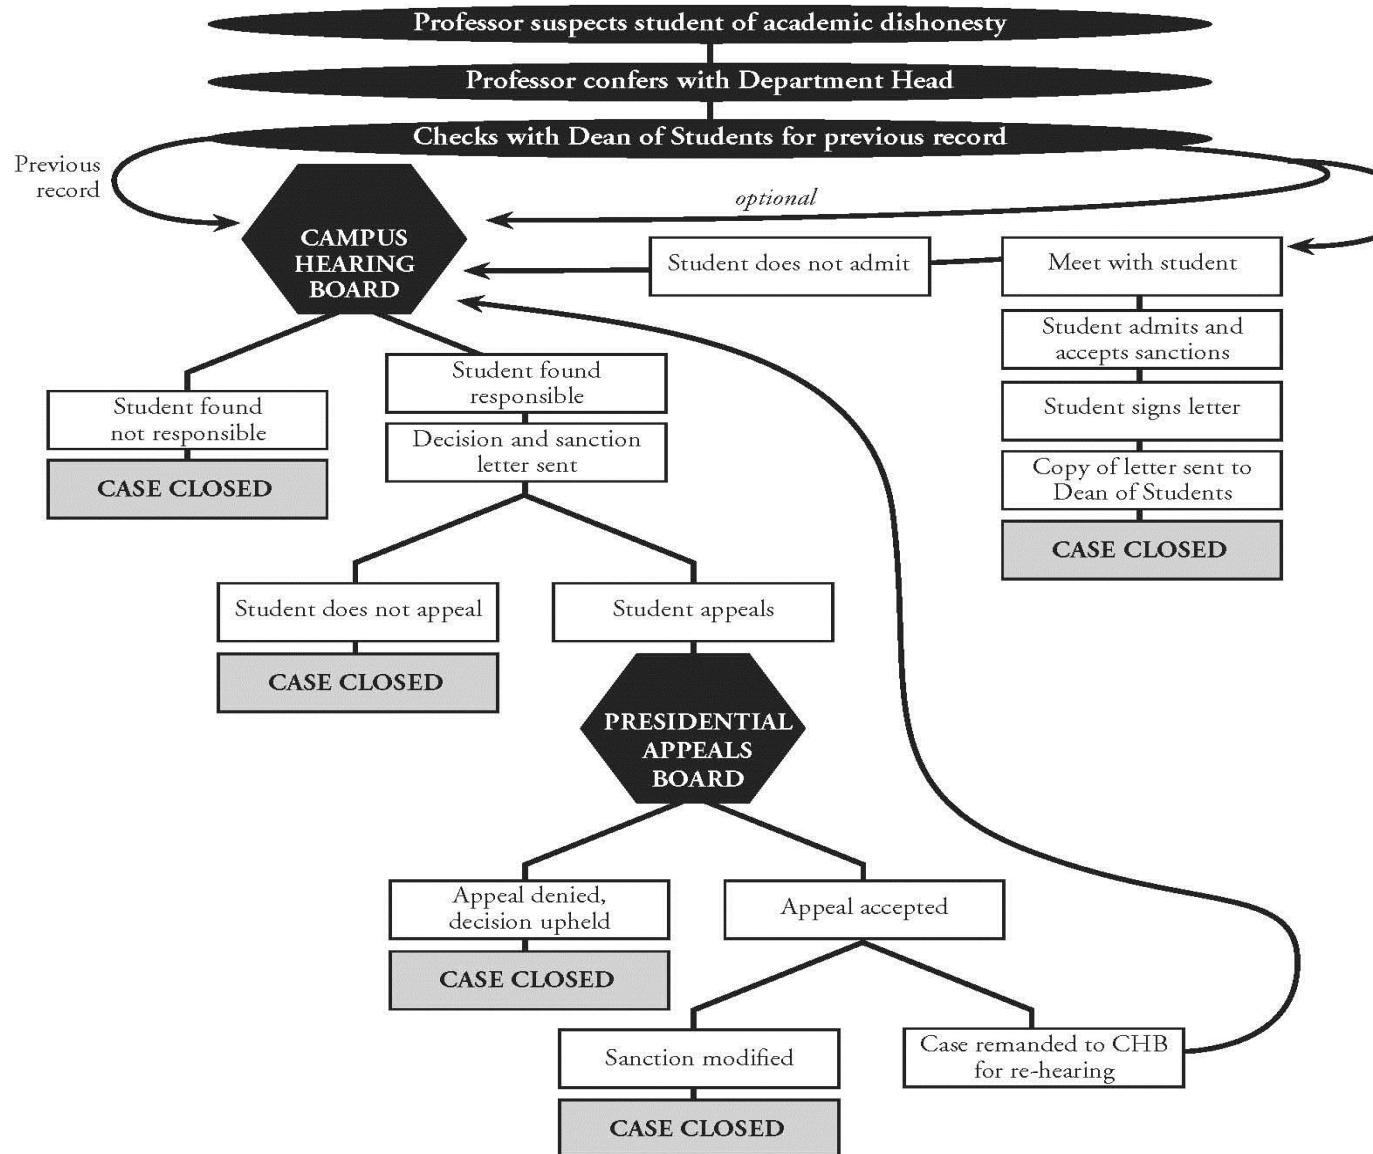 Professor suspects student of academic dishonesty
Professor confers with Department Head
Checks with Dean of Students for previous record
Previous
record
optional
CAMPUS
HEARING
BOARD
Student does not admit
Meet with student
Student admits and
accepts sanctions
Student signs letter
Copy of letter sent to
Dean of Students
CASE CLOSED
Student found
responsible
Student found
not responsible
Decision and sanction
letter sent
CASE CLOSED
Student does not appeal
Student appeals
CASE CLOSED
PRESIDENTIAL
APPEALS
BOARD
Appeal denied,
decision upheld
Appeal accepted
CASE CLOSED
Sanction modified
Case remanded to CHB
for re-hearing
CASE CLOSED